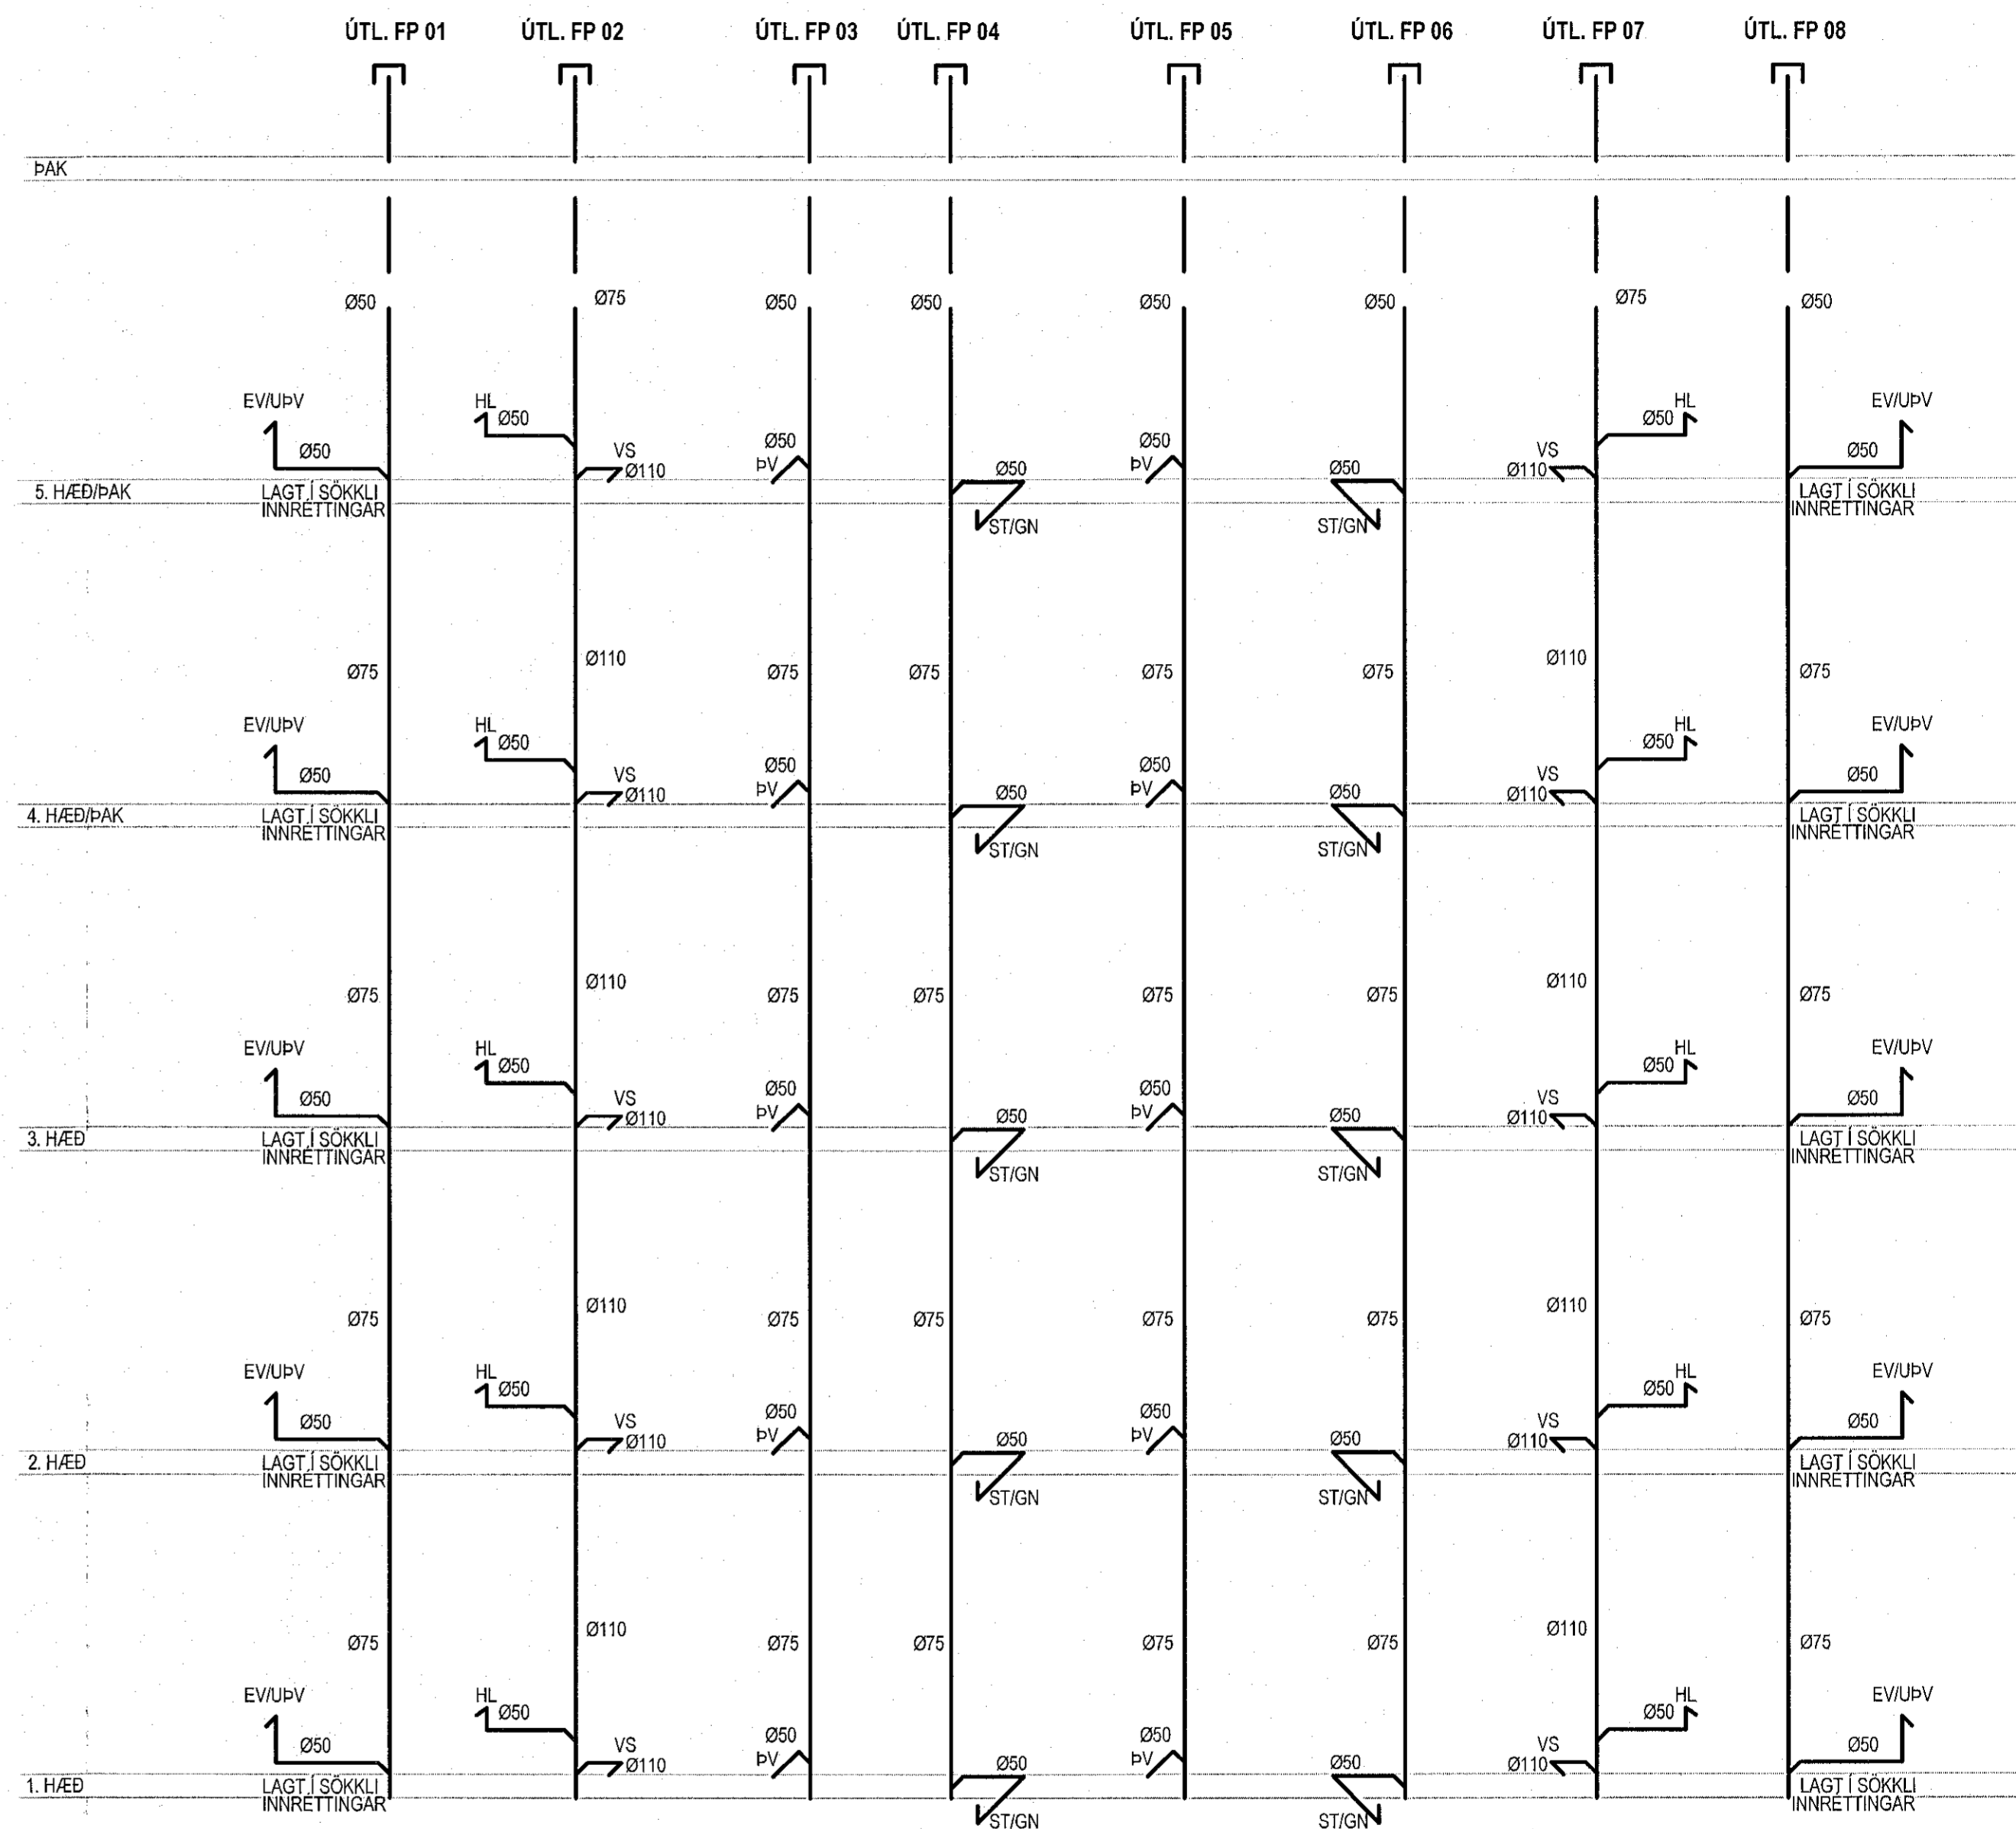 ÚTL. FP 01 ÚTL. FP 02 ÚTL. FP 03 ÚTL. FP 04 ÚTL. FP 05 ÚTL. FP 06 ÚTL. FP 07 ÚTL. FP 08
ÞAK
Ø50 Ø75 Ø50 Ø50 Ø50 Ø50 Ø75 Ø50
EV/UÞV HL HL EV/UÞV
Ø50 Ø50
Ø50 VS Ø50 Ø50 VS Ø50
Ø110 ÞV Ø50 ÞV Ø50 Ø110
5. HÆÐ/ÞAK LAGT Í SÖKKLI LAGT Í SÖKKLI
INNRÉTTINGAR INNRÉTTINGAR
ST/GN ST/GN
Ø75 Ø110 Ø75 Ø75 Ø75 Ø75 Ø110 Ø75
EV/UÞV HL HL EV/UÞV
Ø50 Ø50
Ø50 VS Ø50 Ø50 VS Ø50
Ø110 ÞV Ø50 ÞV Ø50 Ø110
4. HÆÐ/ÞAK LAGT Í SÖKKLI LAGT Í SÖKKLI
INNRÉTTINGAR INNRÉTTINGAR
ST/GN ST/GN
Ø75 Ø110 Ø75 Ø75 Ø75 Ø75 Ø110 Ø75
EV/UÞV HL HL EV/UÞV
Ø50 Ø50
Ø50 VS Ø50 Ø50 VS Ø50
Ø110 ÞV Ø50 ÞV Ø50 Ø110
3. HÆÐ LAGT Í SÖKKLI LAGT Í SÖKKLI
INNRÉTTINGAR INNRÉTTINGAR
ST/GN ST/GN
Ø75 Ø110 Ø75 Ø75 Ø75 Ø75 Ø110 Ø75
EV/UÞV HL HL EV/UÞV
Ø50 Ø50
Ø50 VS Ø50 Ø50 VS Ø50
Ø110 ÞV Ø50 ÞV Ø50 Ø110
2. HÆÐ LAGT Í SÖKKLI LAGT Í SÖKKLI
INNRÉTTINGAR INNRÉTTINGAR
ST/GN ST/GN
Ø75 Ø110 Ø75 Ø75 Ø75 Ø75 Ø110 Ø75
EV/UÞV HL HL EV/UÞV
Ø50 Ø50
Ø50 VS Ø50 Ø50 VS Ø50
Ø110 ÞV Ø50 ÞV Ø50 Ø110
1. HÆÐ LAGT Í SÖKKLI LAGT Í SÖKKLI
INNRÉTTINGAR INNRÉTTINGAR
ST/GN ST/GN